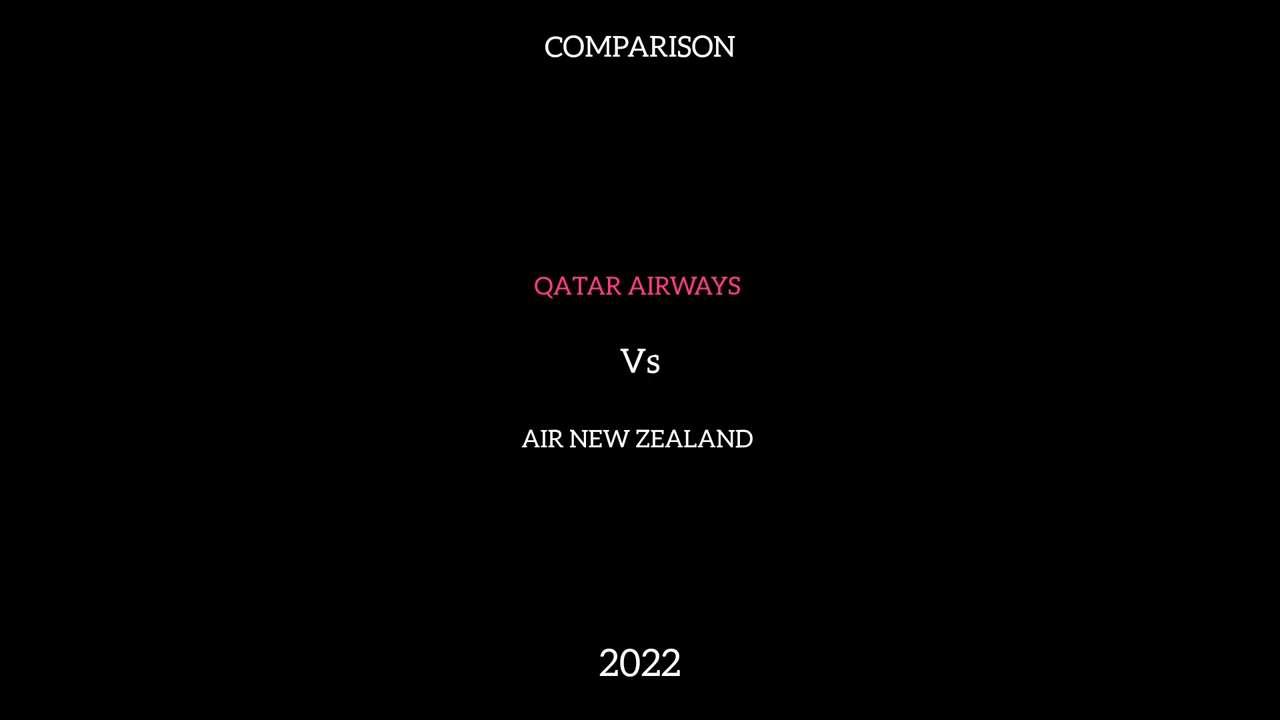 COMPARISON
QATAR AIRWAYS
Vs
AIR NEW ZEALAND
2022